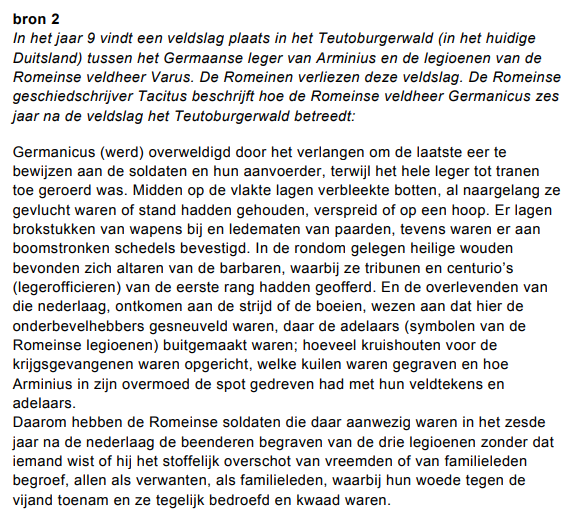 bron 2
In het jaar 9 vindt een veldslag plaats in het Teutoburgerwald (in het huidige
Duitsland) tussen het Germaanse leger van Arminius en de legioenen van de
Romeinse veldheer Varus. De Romeinen verliezen deze veldslag. De Romeinse
geschiedschrijver Tacitus beschrijft hoe de Romeinse veldheer Germanicus zes
jaar na de veldslag het Teutoburgerwald betreedt:
Germanicus (werd) overweldigd door het verlangen om de laatste eer te
bewijzen aan de soldaten en hun aanvoerder, terwijl het hele leger tot tranen
toe geroerd was. Midden op de vlakte lagen verbleekte botten, al naargelang ze
gevlucht waren of stand hadden gehouden, verspreid of op een hoop. Er lagen
brokstukken van wapens bij en ledematen van paarden, tevens waren er aan
boomstronken schedels bevestigd. In de rondom gelegen heilige wouden
bevonden zich altaren van de barbaren, waarbij ze tribunen en centurio's
(legerofficieren) van de eerste rang hadden geofferd. En de overlevenden van
die nederlaag, ontkomen aan de strijd of de boeien, wezen aan dat hier de
onderbevelhebbers gesneuveld waren, daar de adelaars (symbolen van de
Romeinse legioenen) buitgemaakt waren; hoeveel kruishouten voor de
krijgsgevangenen waren opgericht, welke kuilen waren gegraven en hoe
Arminius in zijn overmoed de spot gedreven had met hun veldtekens en
adelaars.
Daarom hebben de Romeinse soldaten die daar aanwezig waren in het zesde
jaar na de nederlaag de beenderen begraven van de drie legioenen zonder dat
iemand wist of hij het stoffelijk overschot van vreemden of van familieleden
begroef, allen als verwanten, als familieleden, waarbij hun woede tegen de
vijand toenam en ze tegelijk bedroefd en kwaad waren.